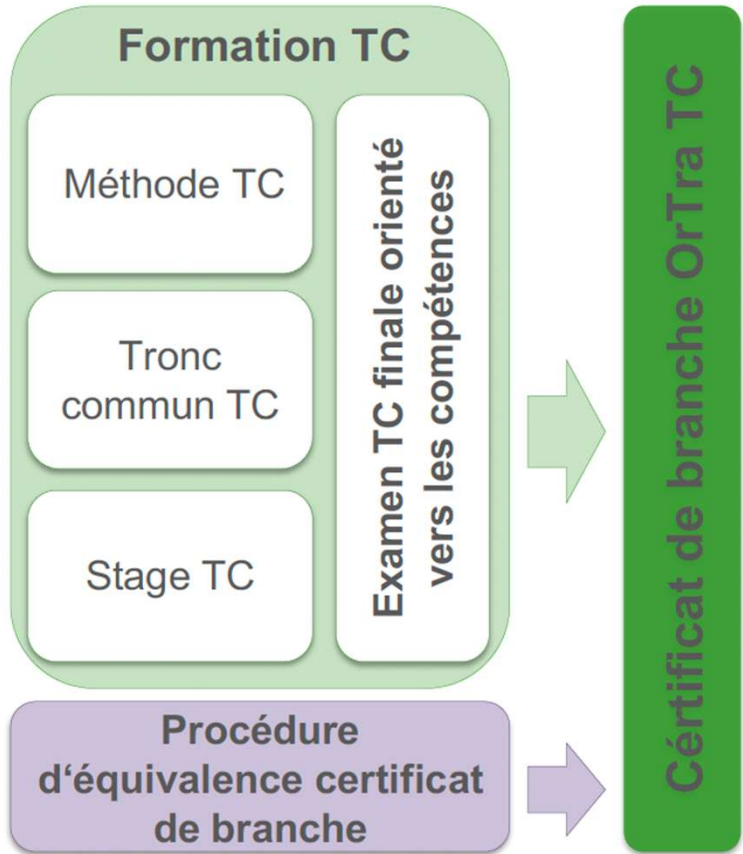 Formation TC
Méthode TC
Tronc
commun TC
Stage TC
Examen TC finale orienté
vers les compétences
Procédure
d‘équivalence certificat
de branche
Cértificat de branche OrTra TC